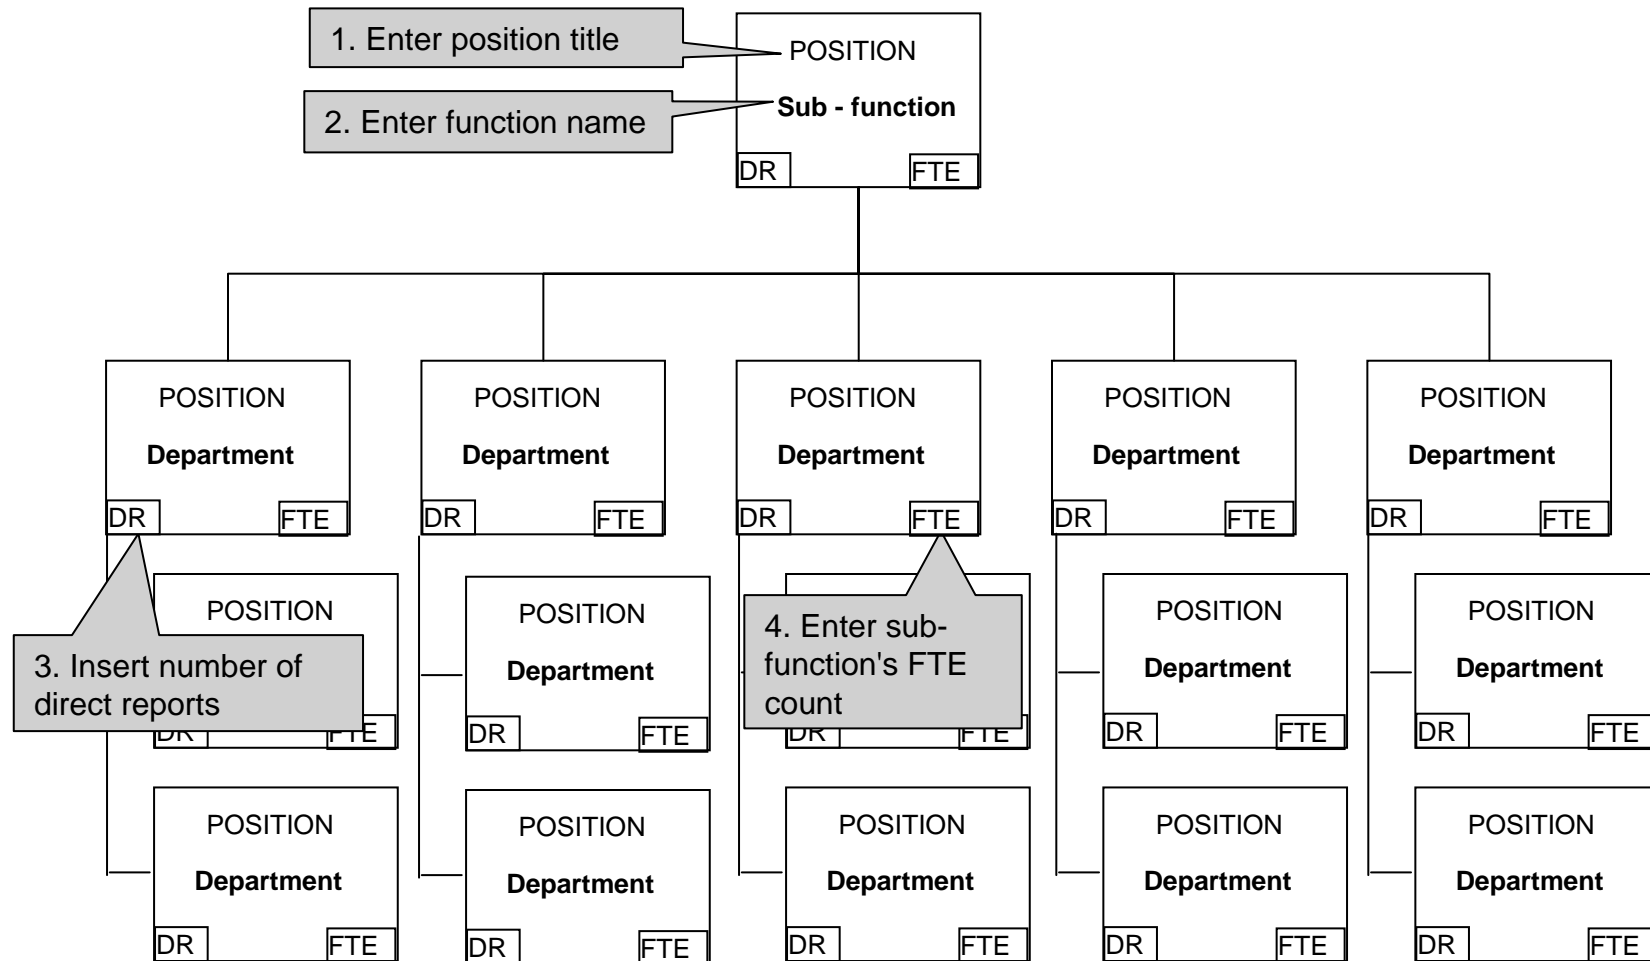 1. Enter position title
POSITION
2. Enter function name
Sub - function
DR FTE
POSITION POSITION POSITION POSITION POSITION
Department Department Department Department Department
DR FTE DR FTE DR FTE DR FTE DR FTE
POSITION POSITION POSITION POSITION
3. Insert number of
direct reports
4. Enter sub-
function's FTE
count
Department Department Department
DR FTE DR FTE DR FTE DR FTE DR FTE
POSITION POSITION POSITION POSITION POSITION
Department Department Department Department Department
DR FTE DR FTE DR FTE DR FTE DR FTE